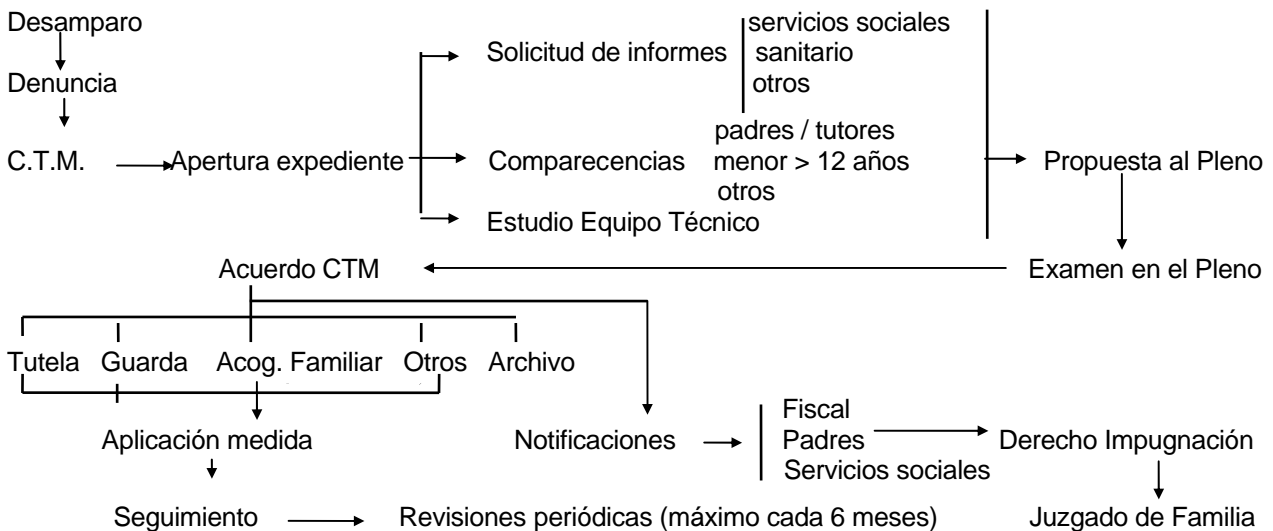 Desamparo
servicios sociales
Solicitud de informes
sanitario
otros
Denuncia
padres / tutores
C.T.M.
Apertura expediente
Comparecencias
menor > 12 años
otros
Propuesta al Pleno
Estudio Equipo Técnico
Acuerdo CTM
Examen en el Pleno
Tutela
Guarda
Acog. Familiar
Otros
Archivo
Aplicación medida
Notificaciones
Fiscal
Padres
Servicios sociales
Derecho Impugnación
Seguimiento
Revisiones periódicas (máximo cada 6 meses)
Juzgado de Familia